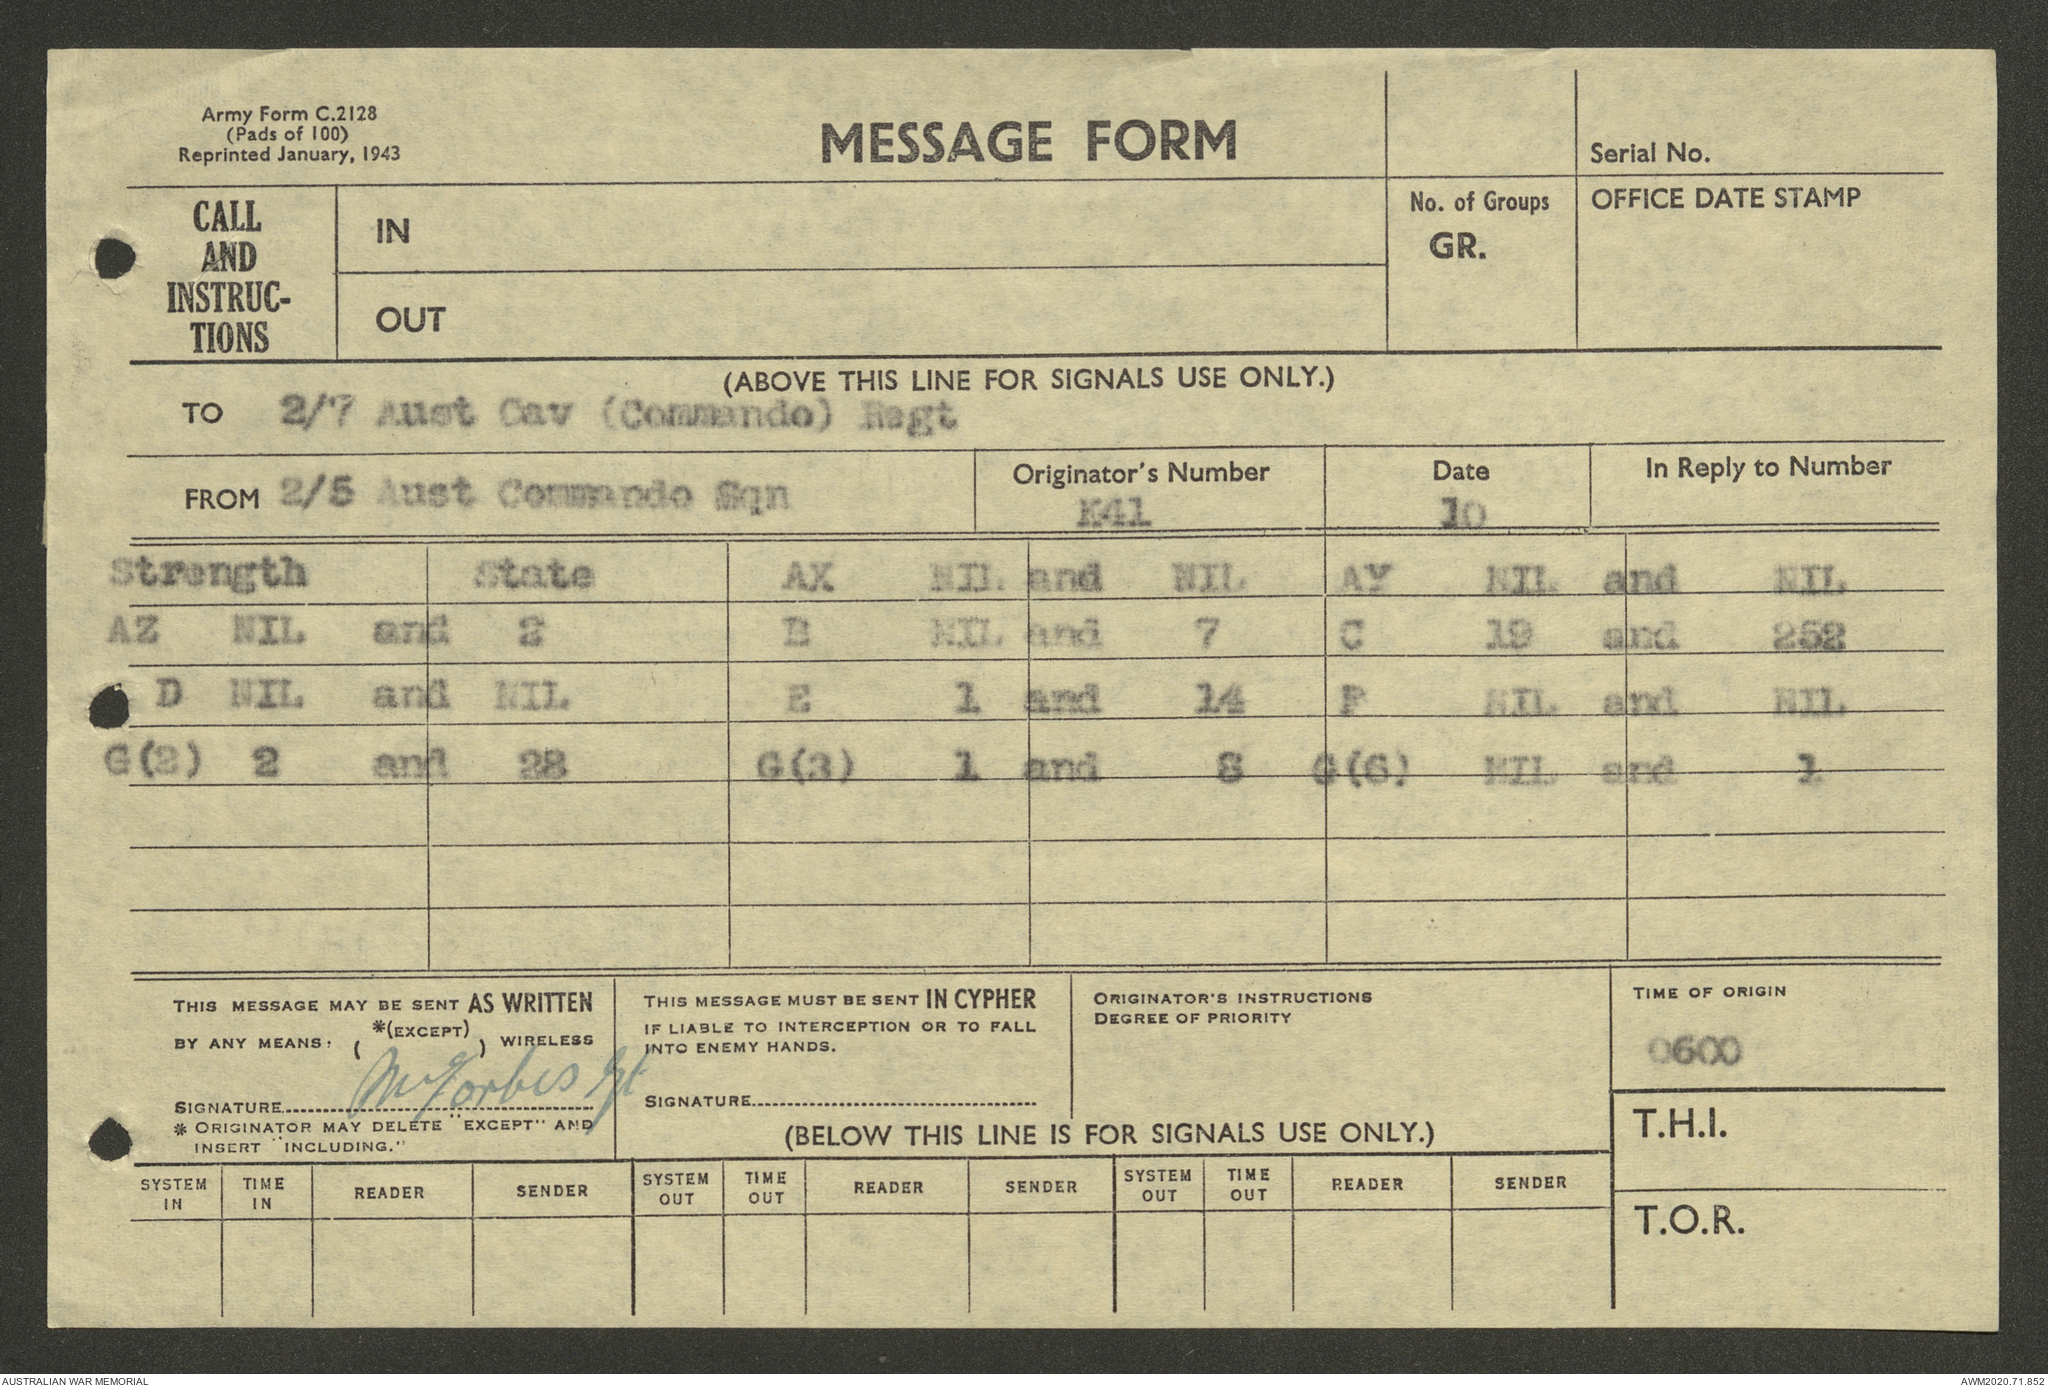 Army Form C.2128
(Pads of 100)
Reprinted January, 1943
MESSAGE FORM
Serial No.
CALL
AND
INSTRUC-
TIONS
IN
OUT
No. of Groups
GR.
OFFICE DATE STAMP
(ABOVE THIS LINE FOR SIGNALS USE ONLY.)
TO 2/7 Aust Cav (Commando) Regt
FROM 2/5 Aust Commando Sqn
Originator's Number
K41
Date
10
In Reply to Number
Strength State AX NIL and NIL AY NIL and NIL
AZ NIL and 2 B NIL and 7 C 19 and 252
D NIL and NIL E 1 and 14 F NIL and NIL
G(2) 2 and 28 G(3) 1 and 8 G(6) NIL and 1
THIS MESSAGE MAY BE SENT AS WRITTEN
BY ANY MEANS: ( *(EXCEPT) ) WIRELESS
SIGNATURE Forbes Sgt
* ORIGINATOR MAY DELETE "EXCEPT" AND
INSERT "INCLUDING."
THIS MESSAGE MUST BE SENT IN CYPHER
IF LIABLE TO INTERCEPTION OR TO FALL
INTO ENEMY HANDS.
SIGNATURE
ORIGINATOR'S INSTRUCTIONS
DEGREE OF PRIORITY
TIME OF ORIGIN
0600
(BELOW THIS LINE IS FOR SIGNALS USE ONLY.)
T.H.I.
T.O.R.
SYSTEM IN TIME IN READER SENDER SYSTEM OUT TIME OUT READER SENDER SYSTEM OUT TIME OUT READER SENDER
AUSTRALIAN WAR MEMORIAL
AWM2020.71.852